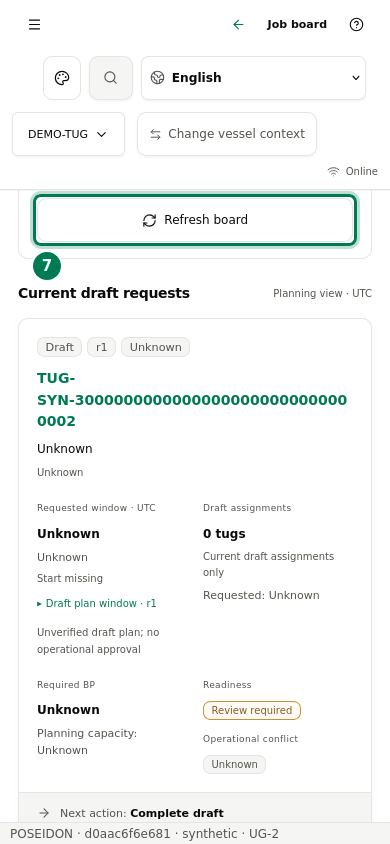 Job board
English
DEMO-TUG
Change vessel context
Online
Refresh board
7
Current draft requests
Planning view · UTC
Draft r1 Unknown
TUG-
SYN-3000000000000000000000000000
0002
Unknown
Unknown
Requested window · UTC
Unknown
Unknown
Start missing
▸ Draft plan window · r1
Unverified draft plan; no
operational approval
Draft assignments
0 tugs
Current draft assignments
only
Requested: Unknown
Required BP
Unknown
Planning capacity:
Unknown
Readiness
Review required
Operational conflict
Unknown
Next action: Complete draft
POSEIDON · d0aac6f6e681 · synthetic · UG-2